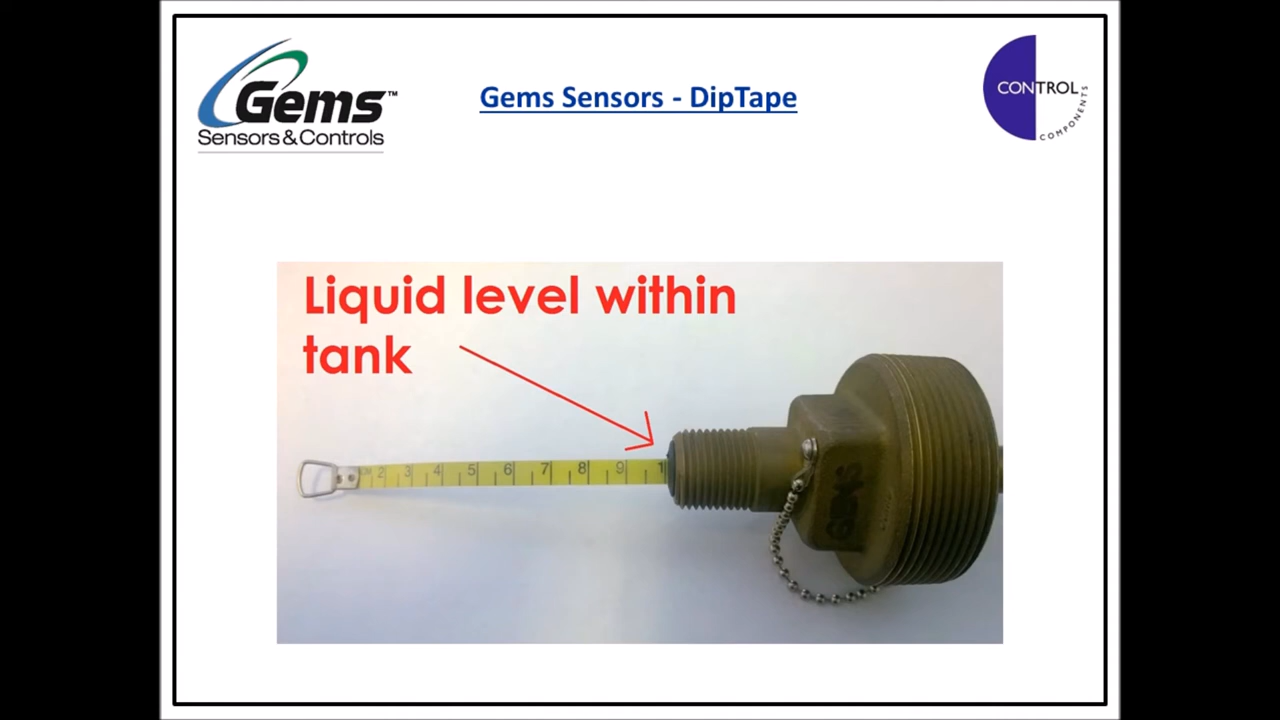 Gems™
Sensors & Controls
Gems Sensors - DipTape
CONTROL
COMPONENTS
Liquid level within
tank
2 3 4 5 6 7 8 9 1
GEMS